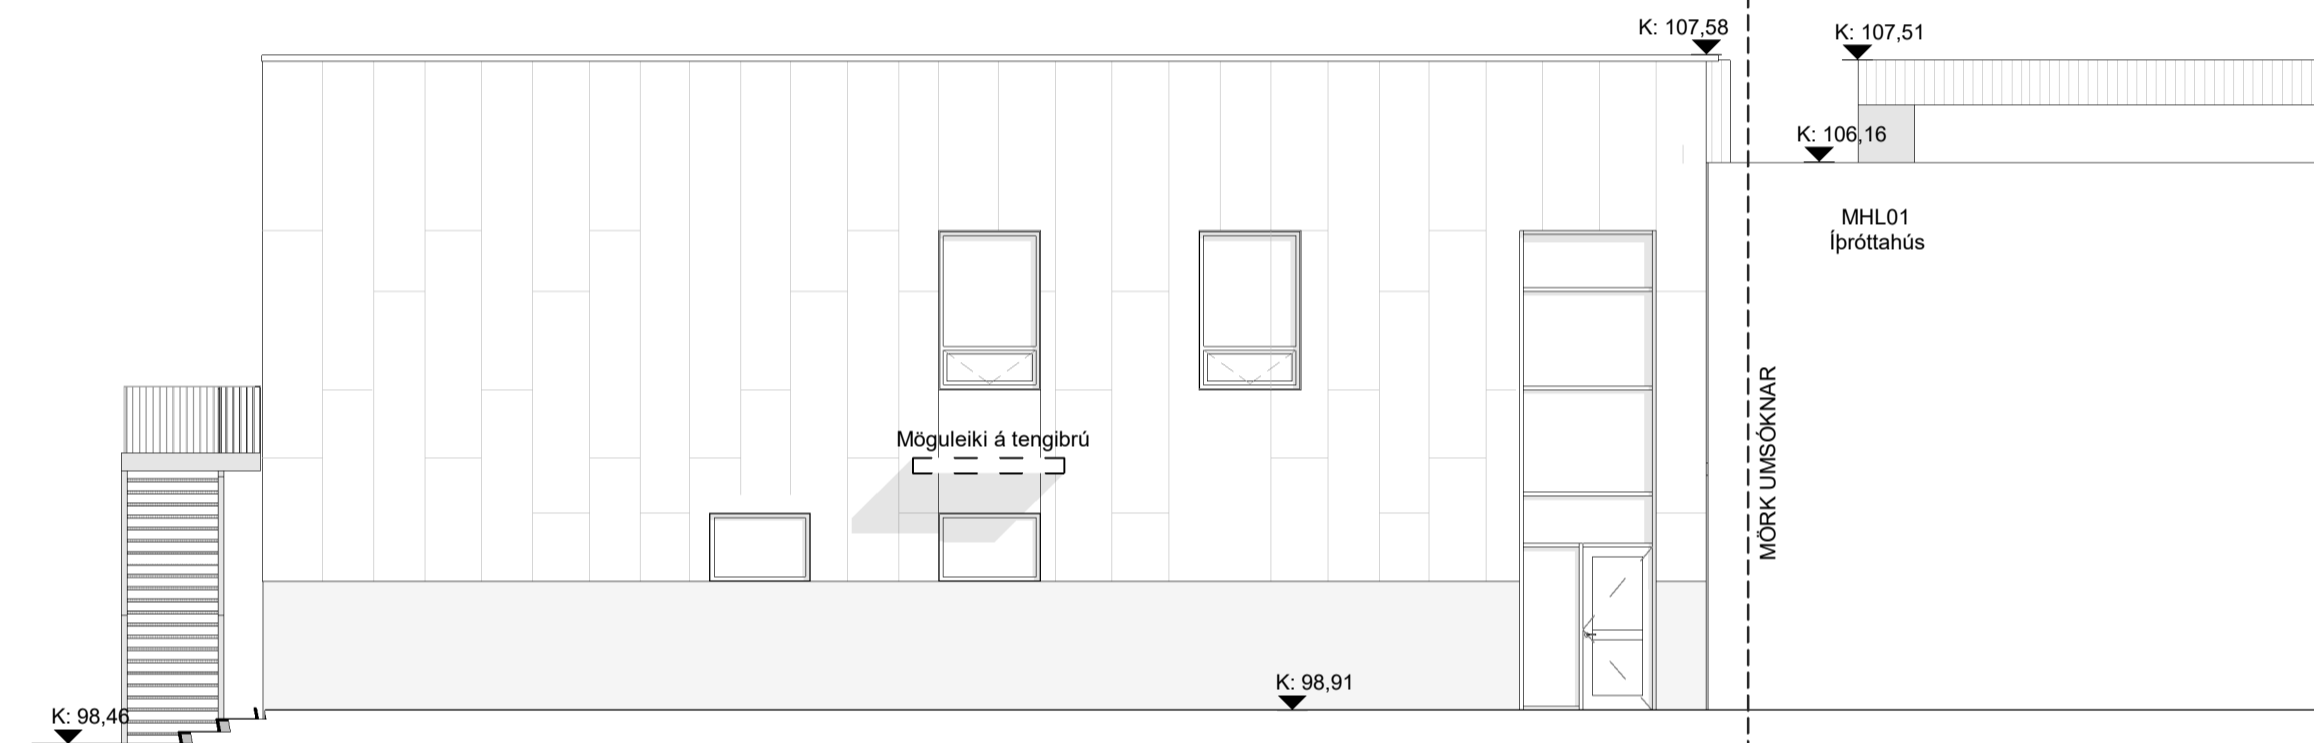 K: 107,58
K: 107,51
K: 106,16
MHL01
Íþróttahús
Möguleiki á tengibrú
MÖRK UMSÓKNAR
K: 98,91
K: 98,46